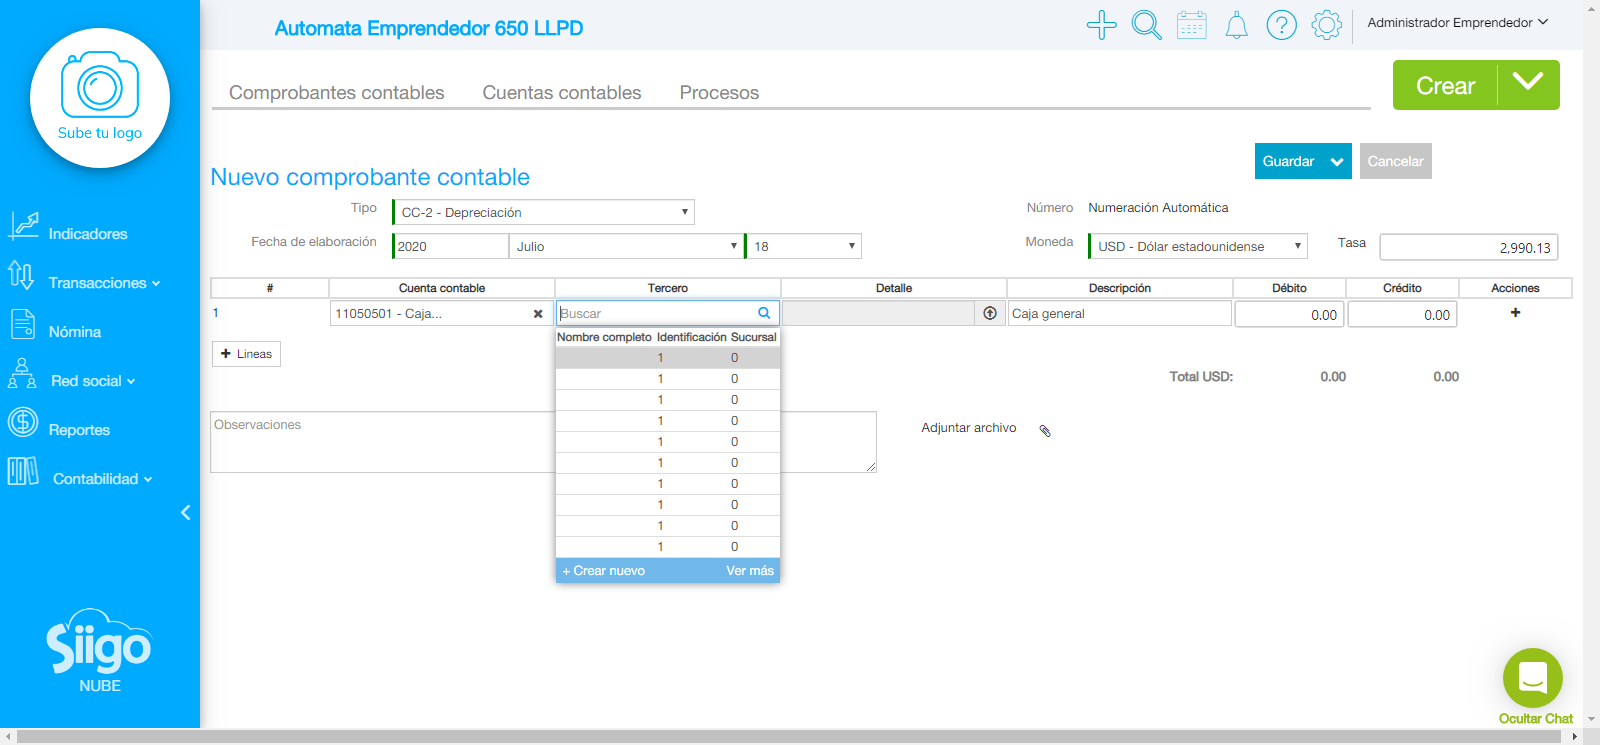 Automata Emprendedor 650 LLPD
Administrador Emprendedor
Sube tu logo
Comprobantes contables Cuentas contables Procesos
Crear
Guardar Cancelar
Nuevo comprobante contable
Tipo CC-2 - Depreciación Número Numeración Automática
Fecha de elaboración 2020 Julio 18 Moneda USD - Dólar estadounidense Tasa 2,990.13
# Cuenta contable Tercero Detalle Descripción Débito Crédito Acciones
1 11050501 - Caja... Buscar Caja general 0.00 0.00
Nombre completo Identificación Sucursal
1 0
1 0
1 0
1 0
1 0
1 0
1 0
1 0
1 0
1 0
+ Crear nuevo Ver más
Lineas
Total USD: 0.00 0.00
Observaciones
Adjuntar archivo
Indicadores
Transacciones
Nómina
Red social
Reportes
Contabilidad
Siigo
NUBE
Ocultar Chat